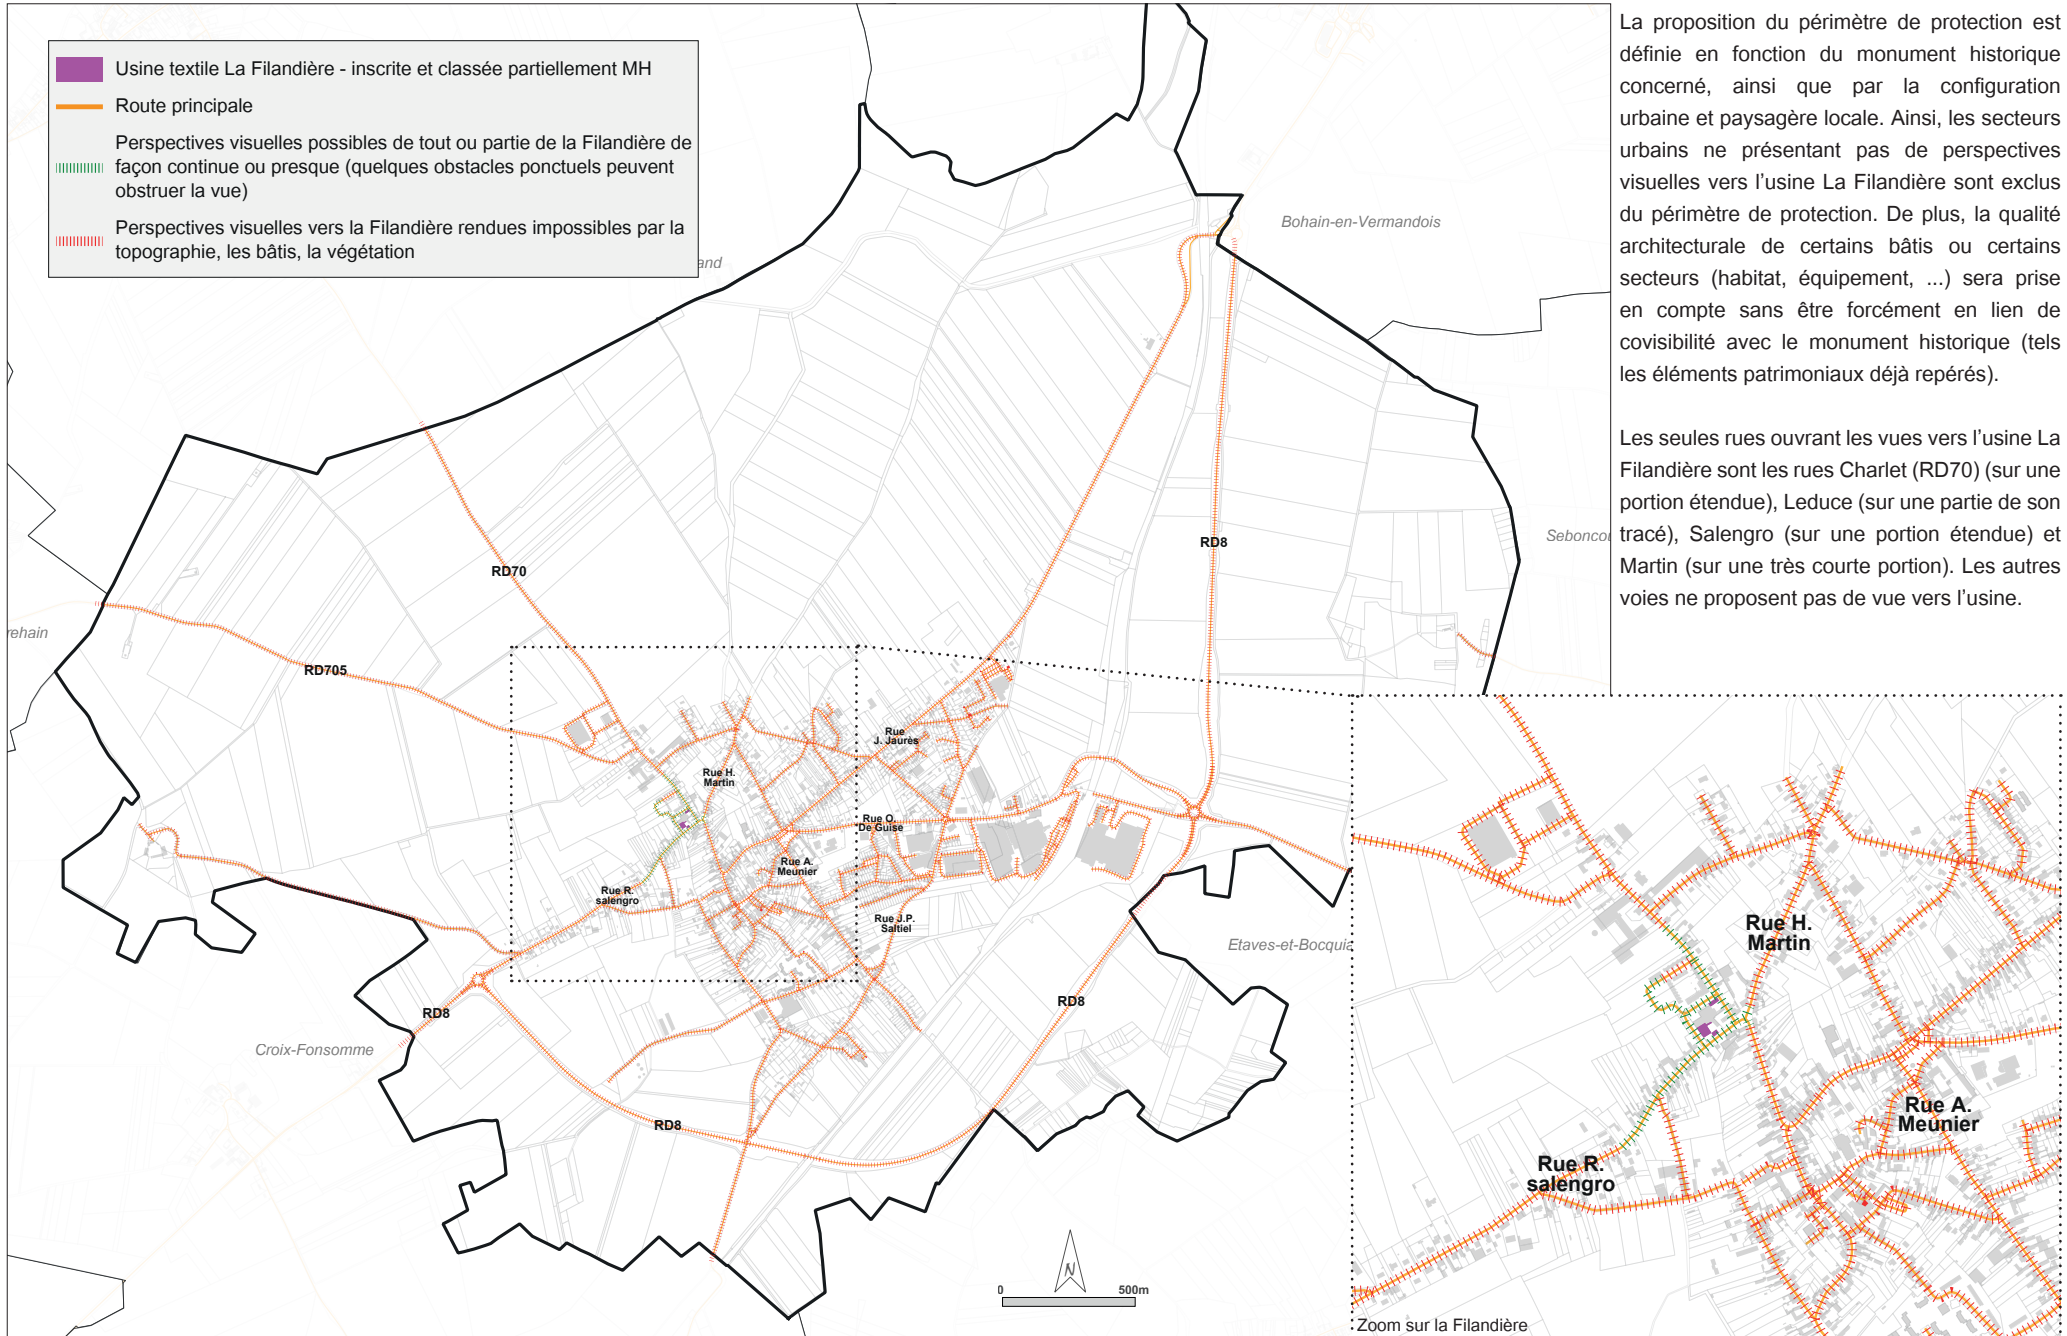 Usine textile La Filandière - inscrite et classée partiellement MH
Route principale
Perspectives visuelles possibles de tout ou partie de la Filandière de
façon continue ou presque (quelques obstacles ponctuels peuvent
obstruer la vue)
Perspectives visuelles vers la Filandière rendues impossibles par la
topographie, les bâtis, la végétation
La proposition du périmètre de protection est
définie en fonction du monument historique
concerné, ainsi que par la configuration
urbaine et paysagère locale. Ainsi, les secteurs
urbains ne présentant pas de perspectives
visuelles vers l'usine La Filandière sont exclus
du périmètre de protection. De plus, la qualité
architecturale de certains bâtis ou certains
secteurs (habitat, équipement, ...) sera prise
en compte sans être forcément en lien de
covisibilité avec le monument historique (tels
les éléments patrimoniaux déjà repérés).
Les seules rues ouvrant les vues vers l'usine La
Filandière sont les rues Charlet (RD70) (sur une
portion étendue), Leduce (sur une partie de son
tracé), Salengro (sur une portion étendue) et
Martin (sur une très courte portion). Les autres
voies ne proposent pas de vue vers l'usine.
and
Bohain-en-Vermandois
Seboncou
rehain
RD70
RD8
RD705
Rue
J. Jaurès
Rue H.
Martin
Rue O.
De Guise
Rue A.
Meunier
Rue R.
salengro
Rue J.P.
Saltiel
Etaves-et-Bocquia
RD8
RD8
Croix-Fonsomme
RD8
N
0 500m
Rue H.
Martin
Rue A.
Meunier
Rue R.
salengro
Zoom sur la Filandière